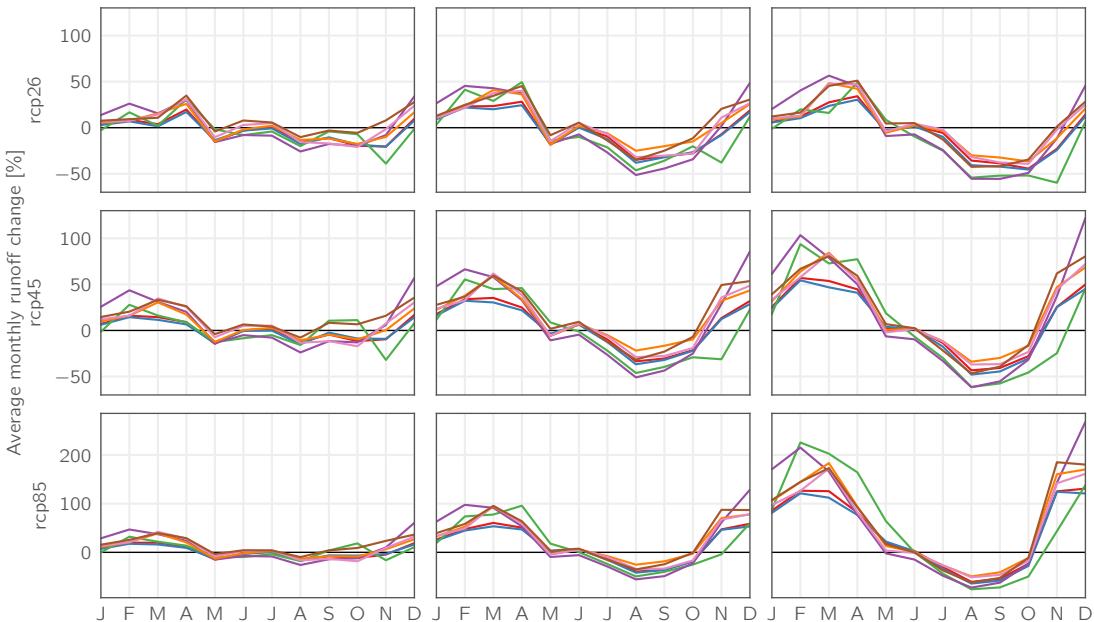 100
50
0
−50
rcp26
100
50
0
−50
rcp45
Average monthly runoff change [%]
200
100
0
rcp85
J F M A M J J A S O N D
J F M A M J J A S O N D
J F M A M J J A S O N D